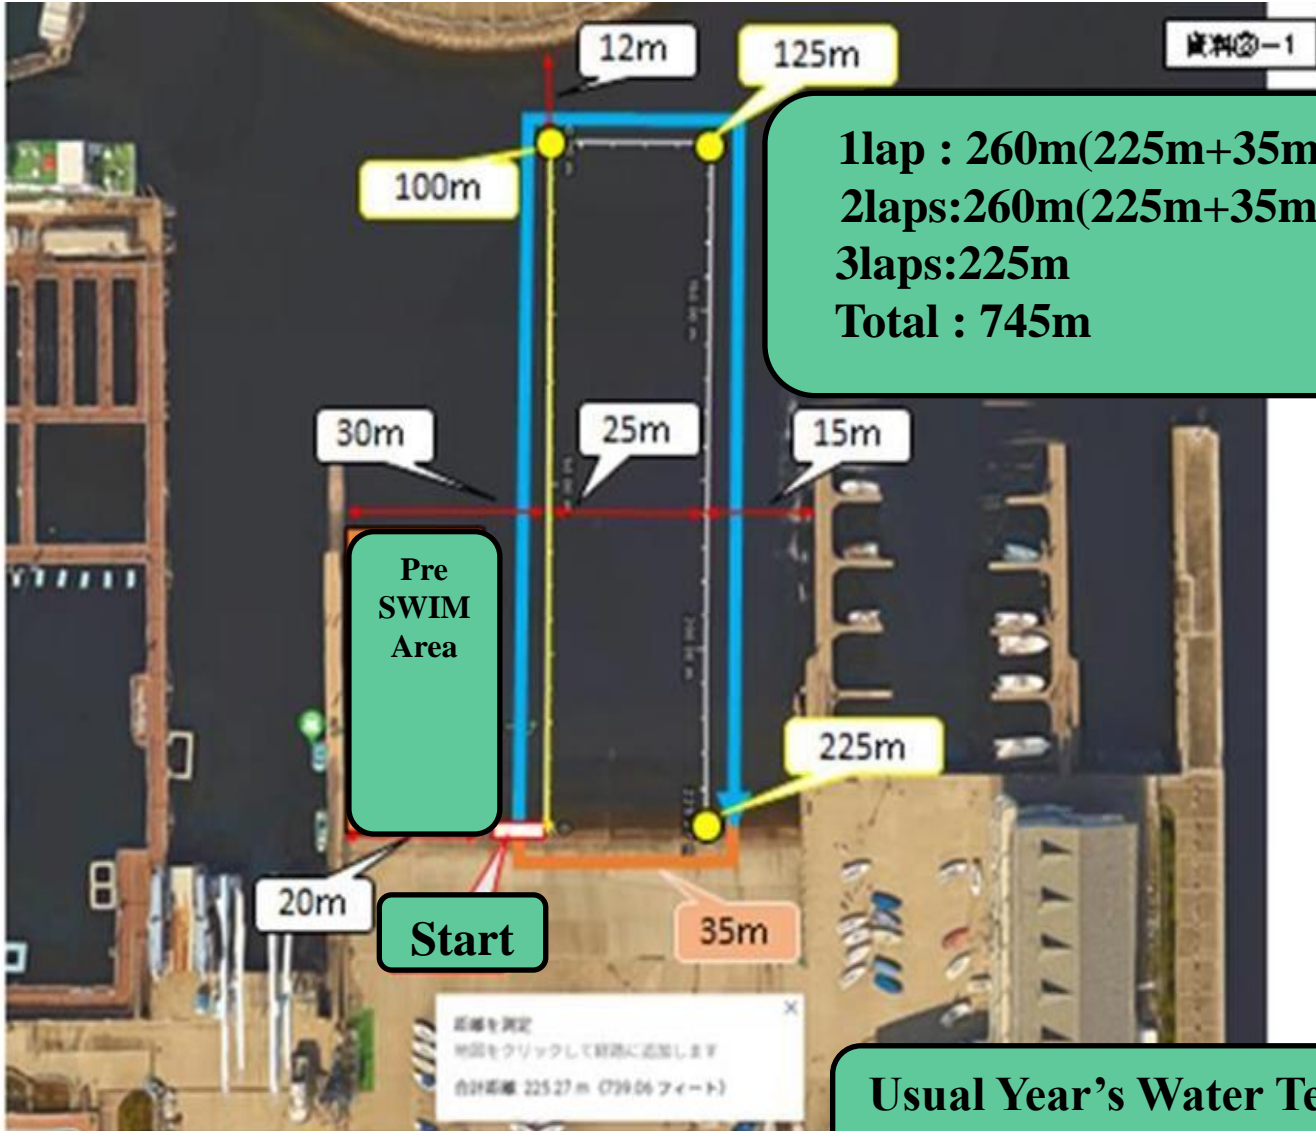 12m
125m
資料②-1
100m
1lap : 260m(225m+35m
2laps:260m(225m+35m
3laps:225m
Total : 745m
30m
25m
15m
Pre
SWIM
Area
225m
20m
Start
35m
距離を測定
地図をクリックして経路に追加します
合計距離 225.27 m (739.06 フィート)
Usual Year's Water Te